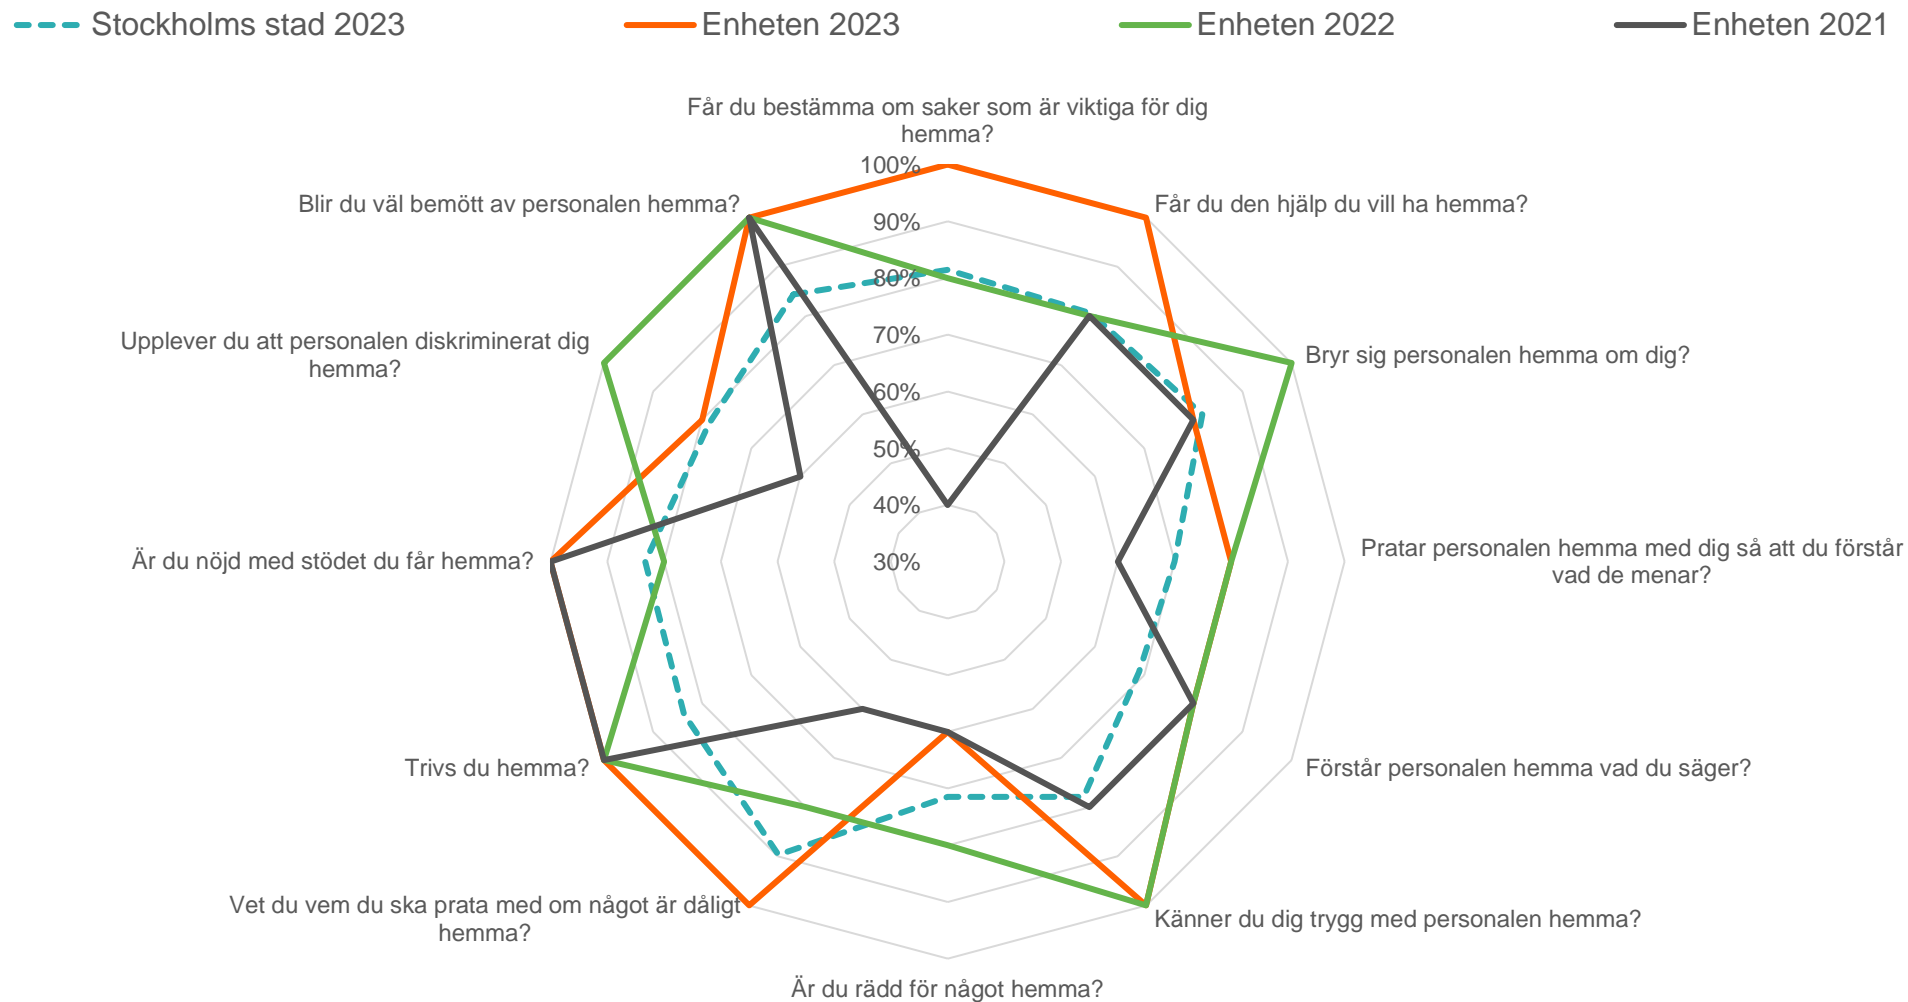 Stockholms stad 2023
Enheten 2023
Enheten 2022
Enheten 2021
Får du bestämma om saker som är viktiga för dig
hemma?
Får du den hjälp du vill ha hemma?
Bryr sig personalen hemma om dig?
Pratar personalen hemma med dig så att du förstår
vad de menar?
Förstår personalen hemma vad du säger?
Känner du dig trygg med personalen hemma?
Är du rädd för något hemma?
Vet du vem du ska prata med om något är dåligt
hemma?
Trivs du hemma?
Är du nöjd med stödet du får hemma?
Upplever du att personalen diskriminerat dig
hemma?
Blir du väl bemött av personalen hemma?
100%
90%
80%
70%
60%
50%
40%
30%